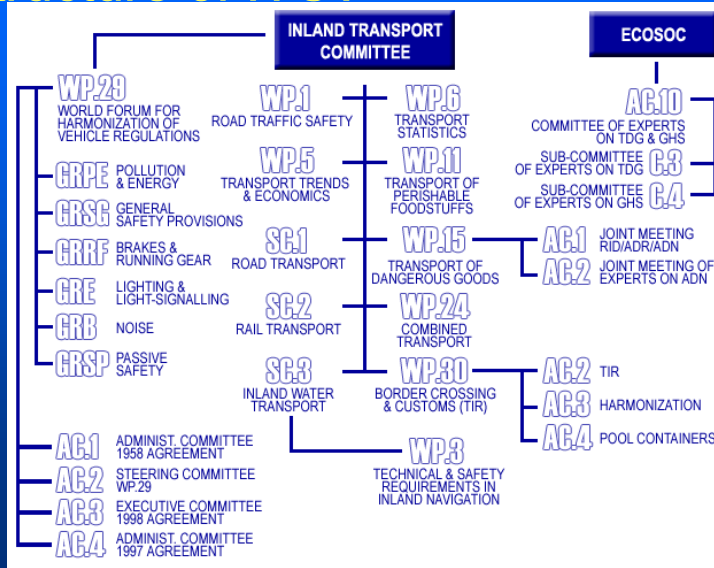 INLAND TRANSPORT
COMMITTEE
ECOSOC
WP.29
WORLD FORUM FOR
HARMONIZATION OF
VEHICLE REGULATIONS
GRPE
POLLUTION
& ENERGY
GRSG
GENERAL
SAFETY PROVISIONS
GRRF
BRAKES &
RUNNING GEAR
GRE
LIGHTING &
LIGHT-SIGNALLING
GRB
NOISE
GRSP
PASSIVE
SAFETY
AC.1
ADMINIST. COMMITTEE
1958 AGREEMENT
AC.2
STEERING COMMITTEE
WP.29
AC.3
EXECUTIVE COMMITTEE
1998 AGREEMENT
AC.4
ADMINIST. COMMITTEE
1997 AGREEMENT
WP.1
ROAD TRAFFIC SAFETY
WP.5
TRANSPORT TRENDS
& ECONOMICS
SC.1
ROAD TRANSPORT
SC.2
RAIL TRANSPORT
SC.3
INLAND WATER
TRANSPORT
WP.3
TECHNICAL & SAFETY
REQUIREMENTS IN
INLAND NAVIGATION
WP.6
TRANSPORT
STATISTICS
WP.11
TRANSPORT OF
PERISHABLE
FOODSTUFFS
WP.15
TRANSPORT OF
DANGEROUS GOODS
AC.1
JOINT MEETING
RID/ADR/ADN
AC.2
JOINT MEETING OF
EXPERTS ON ADN
WP.24
COMBINED
TRANSPORT
WP.30
BORDER CROSSING
& CUSTOMS (TIR)
AC.2
TIR
AC.3
HARMONIZATION
AC.4
POOL CONTAINERS
AC.10
COMMITTEE OF EXPERTS
ON TDG & GHS
SUB-COMMITTEE
OF EXPERTS ON TDG
C.3
SUB-COMMITTEE
OF EXPERTS ON GHS
C.4